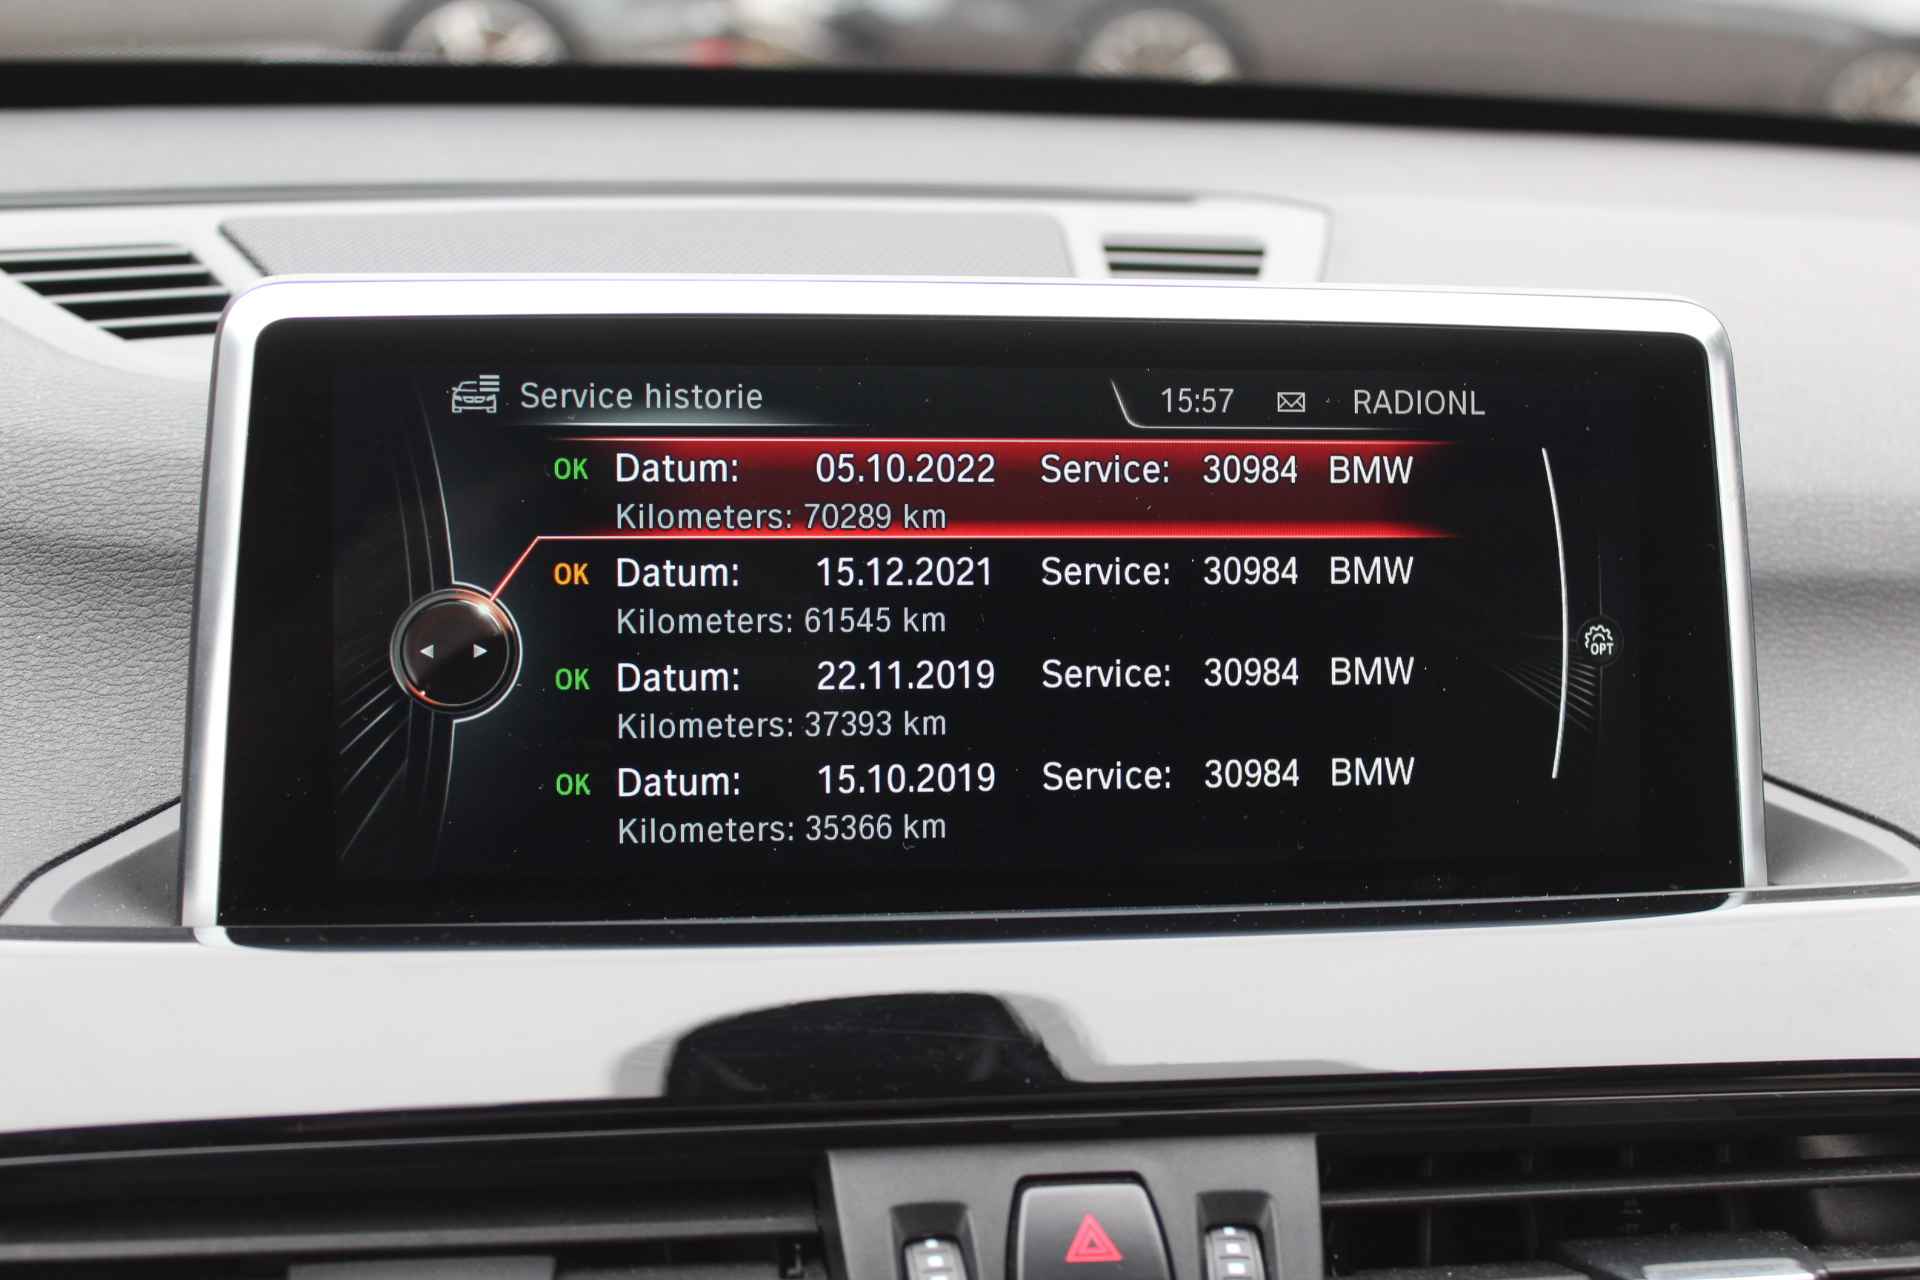 Service historie 15:57 RADIONL
OK Datum: 05.10.2022 Service: 30984 BMW
Kilometers: 70289 km
OK Datum: 15.12.2021 Service: 30984 BMW
Kilometers: 61545 km
OK Datum: 22.11.2019 Service: 30984 BMW
Kilometers: 37393 km
OK Datum: 15.10.2019 Service: 30984 BMW
Kilometers: 35366 km
OPT